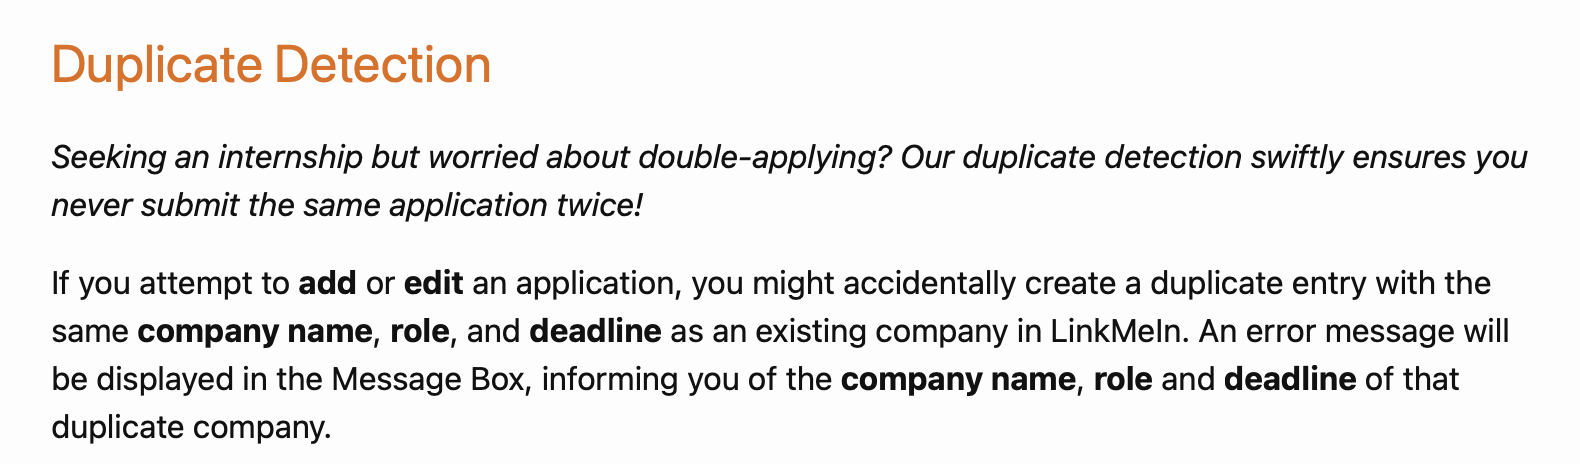 Duplicate Detection
Seeking an internship but worried about double-applying? Our duplicate detection swiftly ensures you
never submit the same application twice!
If you attempt to add or edit an application, you might accidentally create a duplicate entry with the
same company name, role, and deadline as an existing company in LinkMeIn. An error message will
be displayed in the Message Box, informing you of the company name, role and deadline of that
duplicate company.